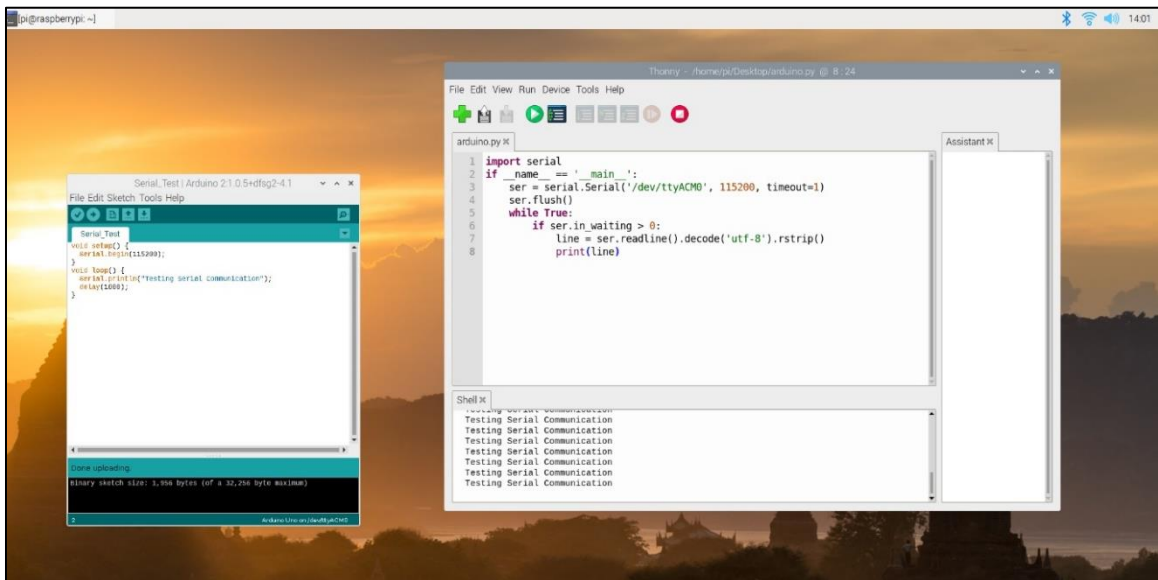 [pi@raspberrypi: ~]
14:01
Serial_Test | Arduino 2:1.0.5+dfsg2-4.1
File Edit Sketch Tools Help
Serial_Test
void setup() {
serial.begin(115200);
}
void loop() {
serial.println("Testing Serial Communication");
delay(1000);
}
Done uploading.
Binary sketch size: 1,956 bytes (of a 32,256 byte maximum)
2
Arduino Uno on /dev/ttyACM0
Thonny - /home/pi/Desktop/arduino.py @ 8 : 24
File Edit View Run Device Tools Help
arduino.py
1 import serial
2 if __name__ == '__main__':
3 ser = serial.Serial('/dev/ttyACM0', 115200, timeout=1)
4 ser.flush()
5 while True:
6 if ser.in_waiting > 0:
7 line = ser.readline().decode('utf-8').rstrip()
8 print(line)
Shell
Testing Serial Communication
Testing Serial Communication
Testing Serial Communication
Testing Serial Communication
Testing Serial Communication
Testing Serial Communication
Testing Serial Communication
Testing Serial Communication
Assistant